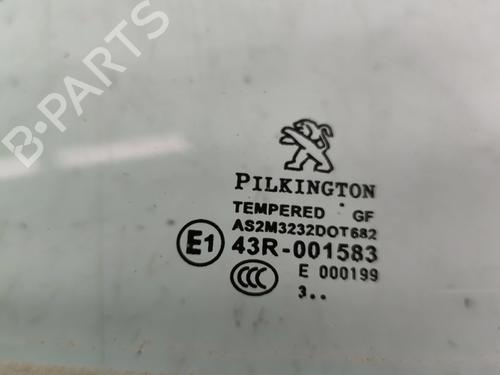 B-PARTS
PILKINGTON
TEMPERED GF
AS2M3232DOT682
E1 43R-001583
CCC E 000199
3..